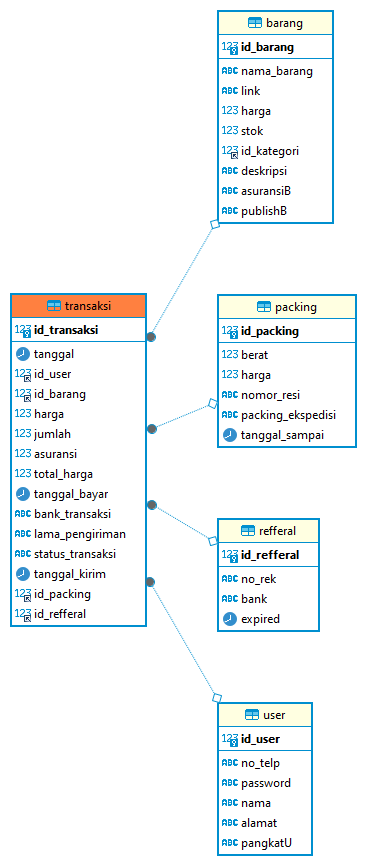 barang
123 id_barang
ABC nama_barang
ABC link
123 harga
123 stok
123 id_kategori
ABC deskripsi
ABC asuransiB
ABC publishB
transaksi
123 id_transaksi
tanggal
123 id_user
123 id_barang
123 harga
123 jumlah
123 asuransi
123 total_harga
tanggal_bayar
ABC bank_transaksi
ABC lama_pengiriman
ABC status_transaksi
tanggal_kirim
123 id_packing
123 id_refferal
packing
123 id_packing
123 berat
123 harga
ABC nomor_resi
ABC packing_ekspedisi
tanggal_sampai
refferal
123 id_refferal
ABC no_rek
ABC bank
expired
user
123 id_user
ABC no_telp
ABC password
ABC nama
ABC alamat
ABC pangkatU